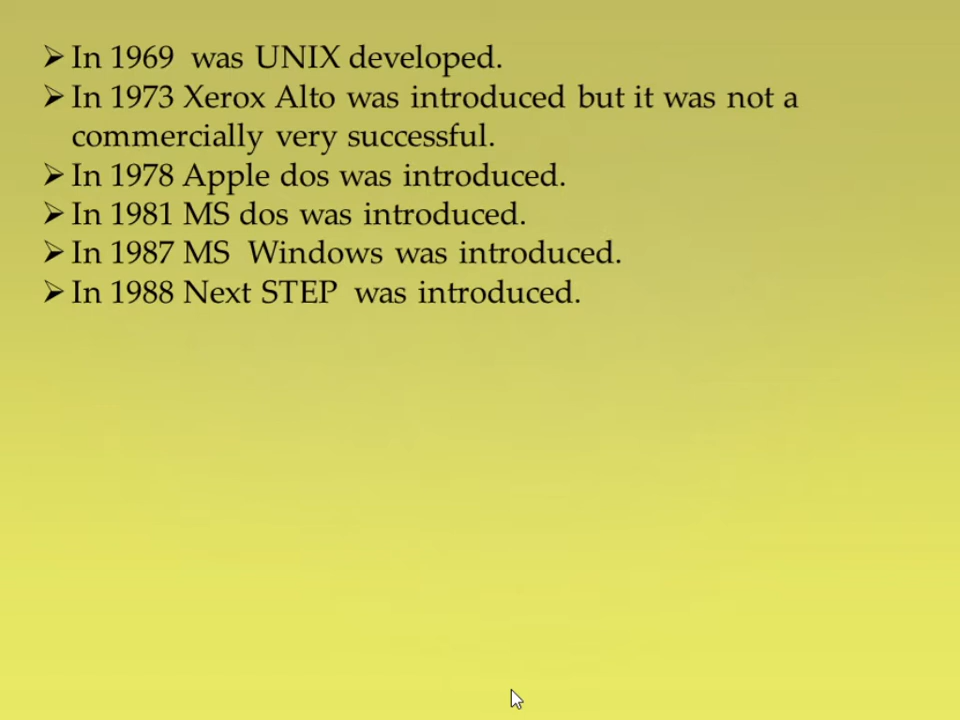 ➢In 1969 was UNIX developed.
➢In 1973 Xerox Alto was introduced but it was not a
commercially very successful.
➢In 1978 Apple dos was introduced.
➢In 1981 MS dos was introduced.
➢In 1987 MS Windows was introduced.
➢In 1988 Next STEP was introduced.